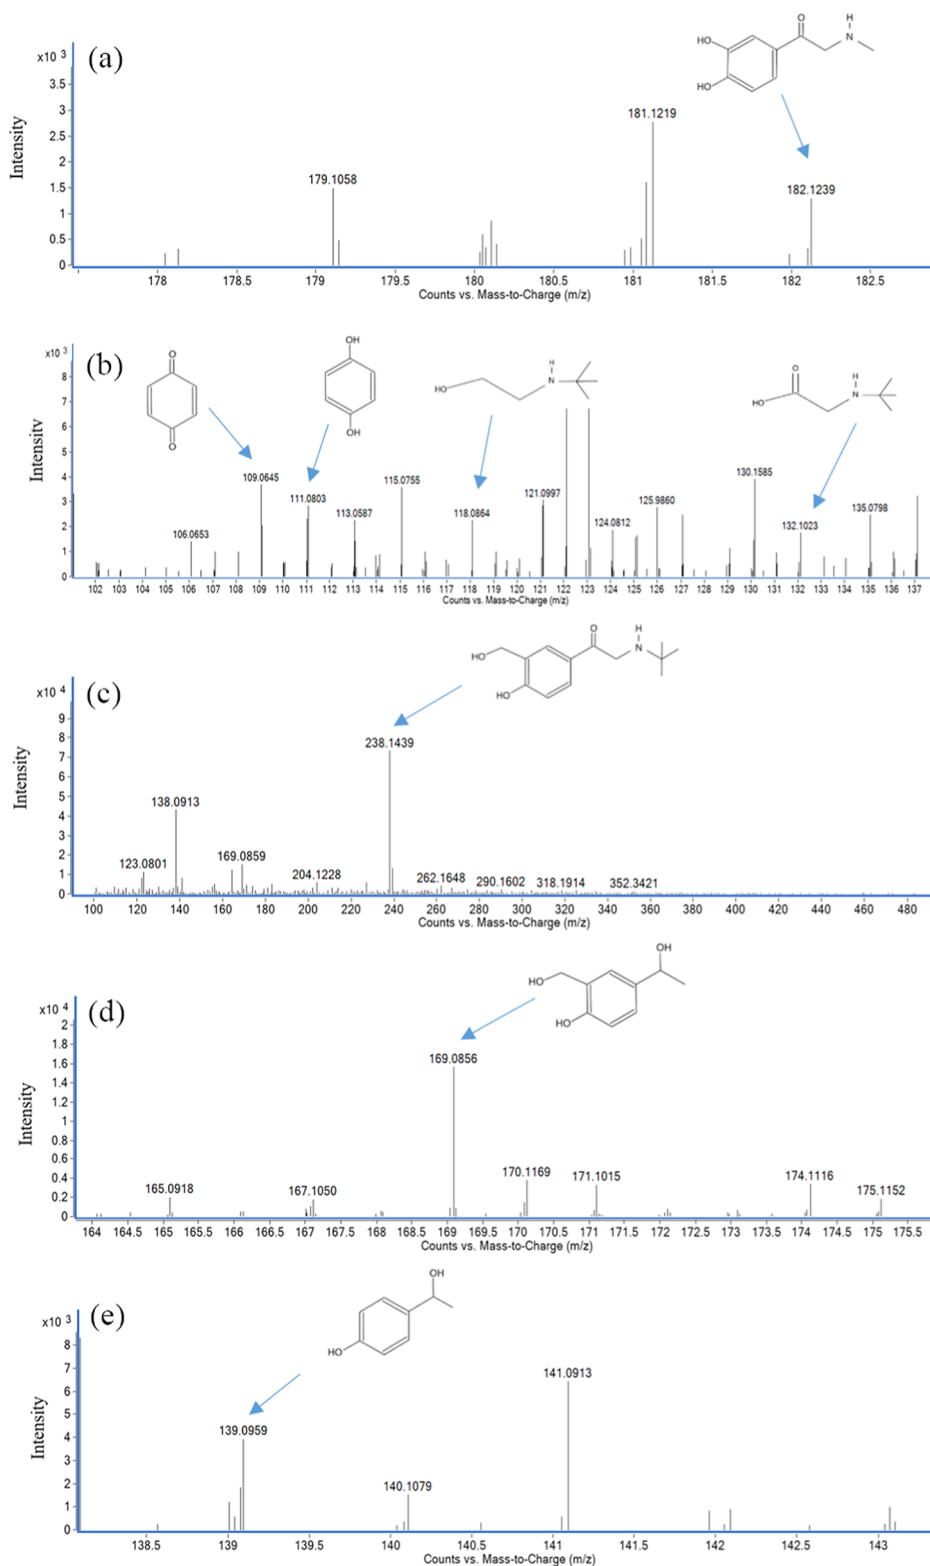 (a)
x10 3
3.5
3
2.5
2
1.5
1
0.5
0
Intensity
179.1058
181.1219
182.1239
HO
HO
O
H
N
178 178.5 179 179.5 180 180.5 181 181.5 182 182.5
Counts vs. Mass-to-Charge (m/z)
(b)
x10 3
8
7
6
5
4
3
2
1
0
Intensity
O
O
OH
OH
HO
H
N
O
HO
H
N
106.0653
109.0645
111.0803
113.0587
115.0755
118.0864
121.0997
124.0812
125.9860
130.1585
132.1023
135.0798
102 103 104 105 106 107 108 109 110 111 112 113 114 115 116 117 118 119 120 121 122 123 124 125 126 127 128 129 130 131 132 133 134 135 136 137
Counts vs. Mass-to-Charge (m/z)
(c)
x10 4
9
8
7
6
5
4
3
2
1
0
Intensity
HO
HO
O
H
N
123.0801
138.0913
169.0859
204.1228
238.1439
262.1648
290.1602
318.1914
352.3421
100 120 140 160 180 200 220 240 260 280 300 320 340 360 380 400 420 440 460 480
Counts vs. Mass-to-Charge (m/z)
(d)
x10 4
2
1.8
1.6
1.4
1.2
1
0.8
0.6
0.4
0.2
0
Intensity
OH
HO
HO
165.0918
167.1050
169.0856
170.1169
171.1015
174.1116
175.1152
164 164.5 165 165.5 166 166.5 167 167.5 168 168.5 169 169.5 170 170.5 171 171.5 172 172.5 173 173.5 174 174.5 175 175.5
Counts vs. Mass-to-Charge (m/z)
(e)
x10 3
8
7
6
5
4
3
2
1
0
Intensity
OH
HO
139.0959
140.1079
141.0913
138.5 139 139.5 140 140.5 141 141.5 142 142.5 143
Counts vs. Mass-to-Charge (m/z)